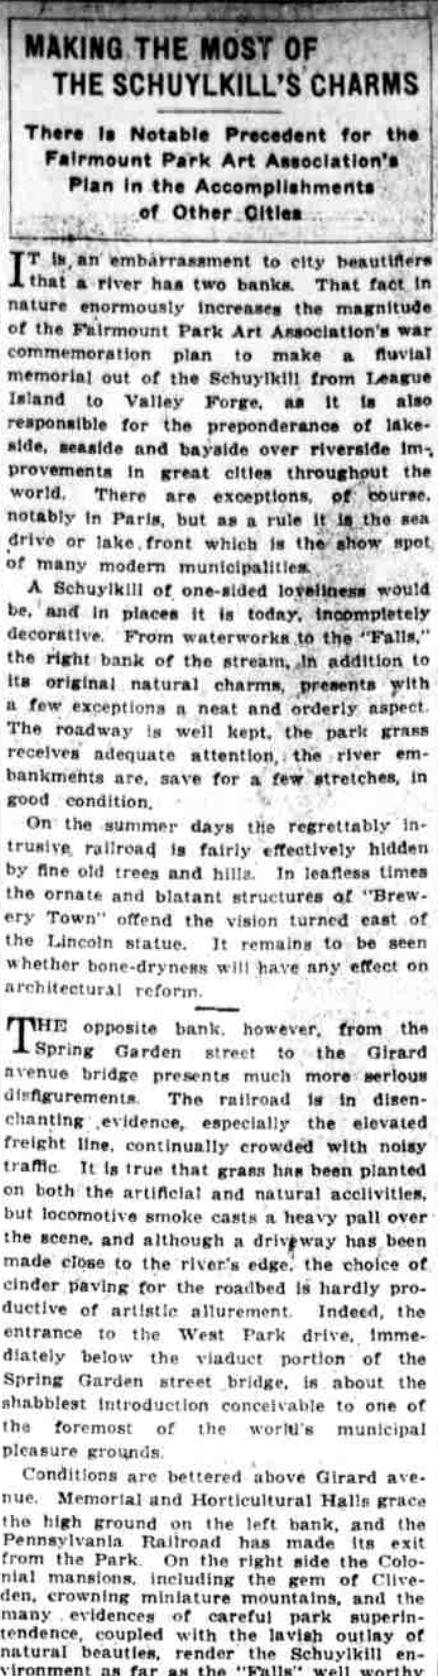 MAKING THE MOST OF
THE SCHUYLKILL'S CHARMS
There Is Notable Precedent for the
Fairmount Park Art Association's
Plan in the Accomplishments
of Other Cities
IT is an embarrassment to city beautifiers
that a river has two banks. That fact in
nature enormously increases the magnitude
of the Fairmount Park Art Association's war
commemoration plan to make a fluvial
memorial out of the Schuylkill from League
Island to Valley Forge, as it is also
responsible for the preponderance of lake-
side, seaside and bayside over riverside im-
provements in great cities throughout the
world. There are exceptions, of course,
notably in Paris, but as a rule it is the sea
drive or lake front which is the show spot
of many modern municipalities.
A Schuylkill of one-sided loveliness would
be, and in places it is today, incompletely
decorative. From waterworks to the "Falls,"
the right bank of the stream, in addition to
its original natural charms, presents with
a few exceptions a neat and orderly aspect.
The roadway is well kept, the park grass
receives adequate attention, the river em-
bankments are, save for a few stretches, in
good condition.
On the summer days the regrettably in-
trusive railroad is fairly effectively hidden
by fine old trees and hills. In leafless times
the ornate and blatant structures of "Brew-
ery Town" offend the vision turned east of
the Lincoln statue. It remains to be seen
whether bone-dryness will have any effect on
architectural reform.
THE opposite bank, however, from the
Spring Garden street to the Girard
avenue bridge presents much more serious
disfigurements. The railroad is in disen-
chanting evidence, especially the elevated
freight line, continually crowded with noisy
traffic. It is true that grass has been planted
on both the artificial and natural acclivities,
but locomotive smoke casts a heavy pall over
the scene, and although a driveway has been
made close to the river's edge, the choice of
cinder paving for the roadbed is hardly pro-
ductive of artistic allurement. Indeed, the
entrance to the West Park drive, imme-
diately below the viaduct portion of the
Spring Garden street bridge, is about the
shabbiest introduction conceivable to one of
the foremost of the world's municipal
pleasure grounds.
Conditions are bettered above Girard ave-
nue. Memorial and Horticultural Halls grace
the high ground on the left bank, and the
Pennsylvania Railroad has made its exit
from the Park. On the right side the Colo-
nial mansions, including the gem of Clive-
den, crowning miniature mountains, and the
many evidences of careful park superin-
tendence, coupled with the lavish outlay of
natural beauties, render the Schuylkill en-
vironment as far as the "Falls" well worthy